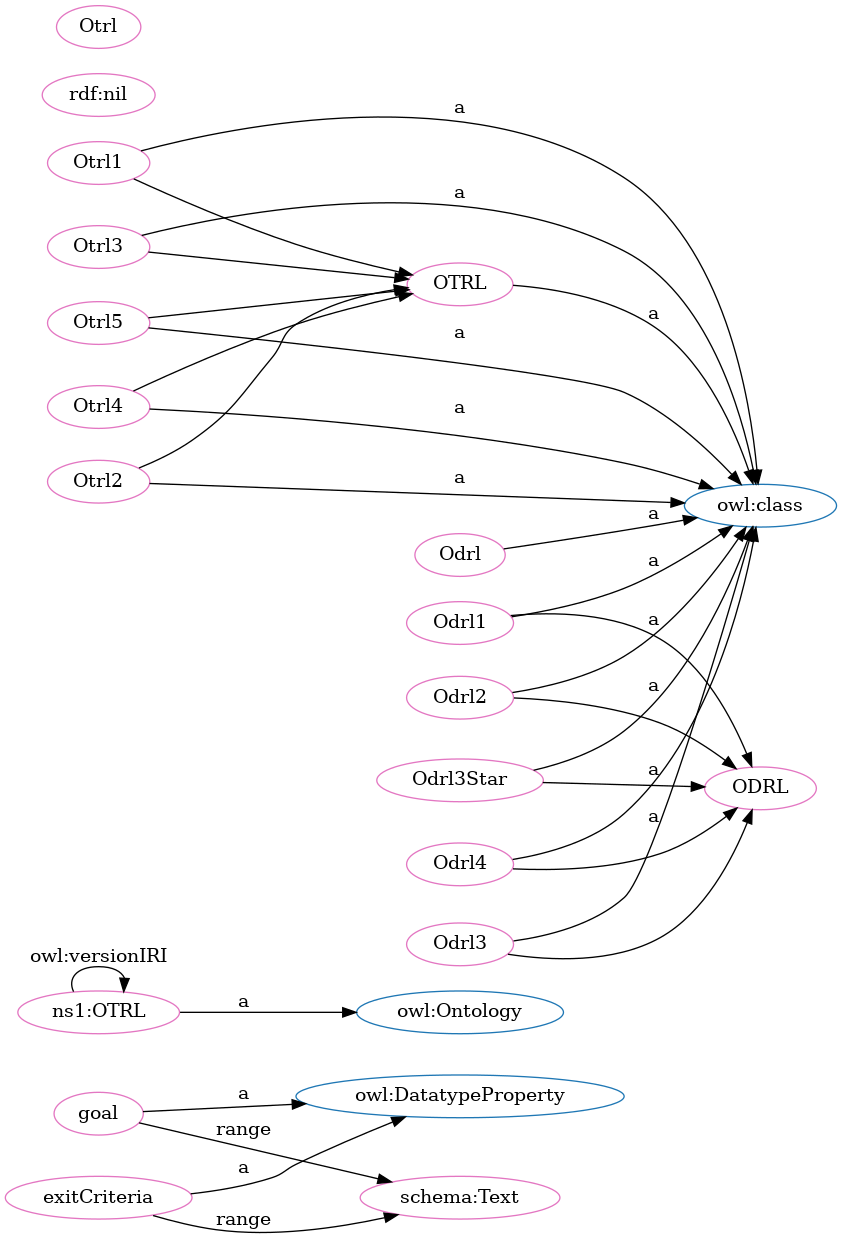 Otrl
rdf:nil
a
Otrl1
a
Otrl3
OTRL
a
Otrl5
a
Otrl4
a
Otrl2
a
owl:class
a
Odrl
a
Odrl1
a
Odrl2
a
Odrl3Star
a
ODRL
a
Odrl4
Odrl3
owl:versionIRI
a
ns1:OTRL
owl:Ontology
a
owl:DatatypeProperty
goal
range
a
exitCriteria
schema:Text
range